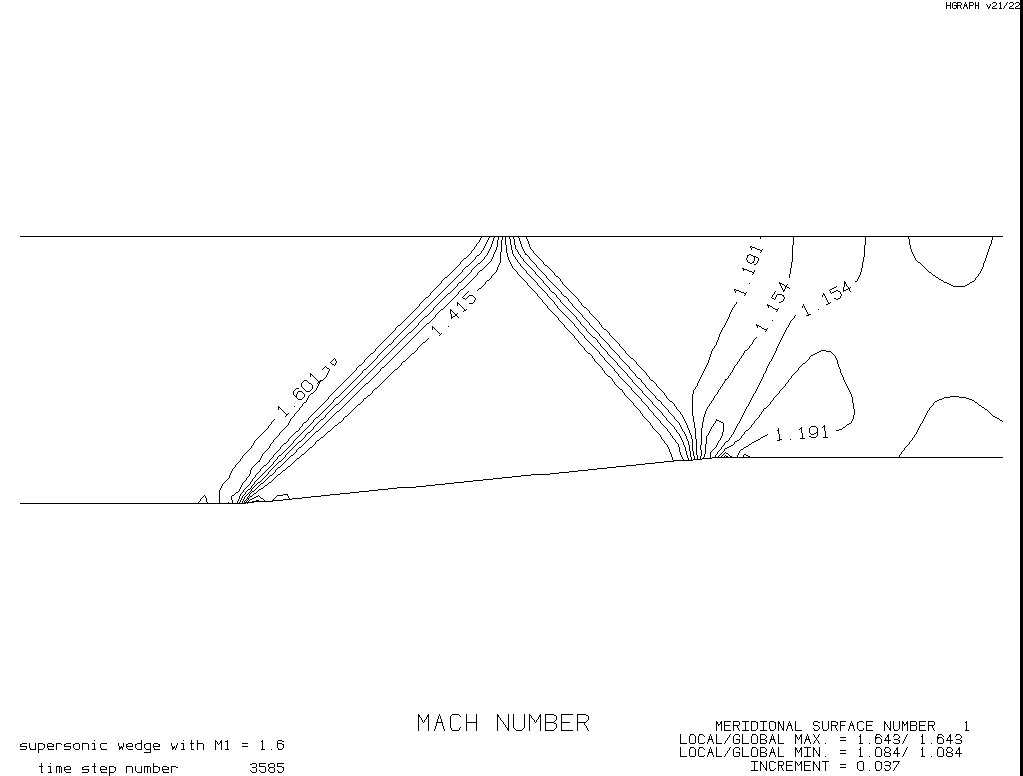 HGRAPH v21/22
1.191
1.154
1.154
1.415
1.601
1.191
MACH NUMBER
supersonic wedge with M1 = 1.6
time step number 3585
MERIDIONAL SURFACE NUMBER 1
LOCAL/GLOBAL MAX. = 1.643/ 1.643
LOCAL/GLOBAL MIN. = 1.084/ 1.084
INCREMENT = 0.037